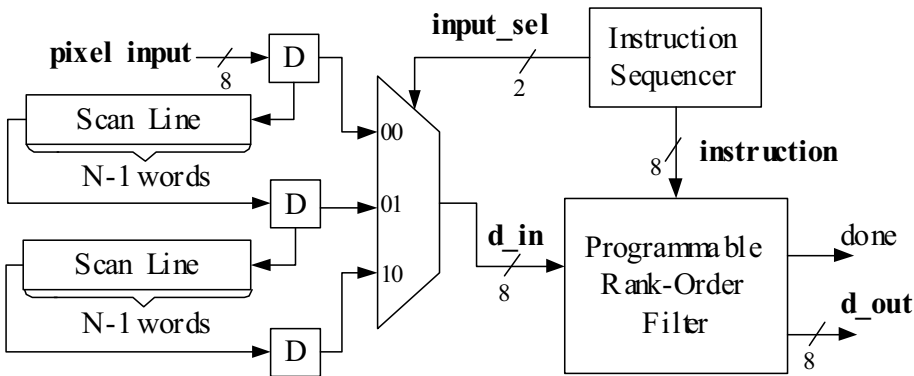 pixel input
8
D
Scan Line
N-1 words
D
Scan Line
N-1 words
D
00
01
10
input_sel
2
Instruction
Sequencer
8
instruction
d_in
8
Programmable
Rank-Order
Filter
done
d_out
8